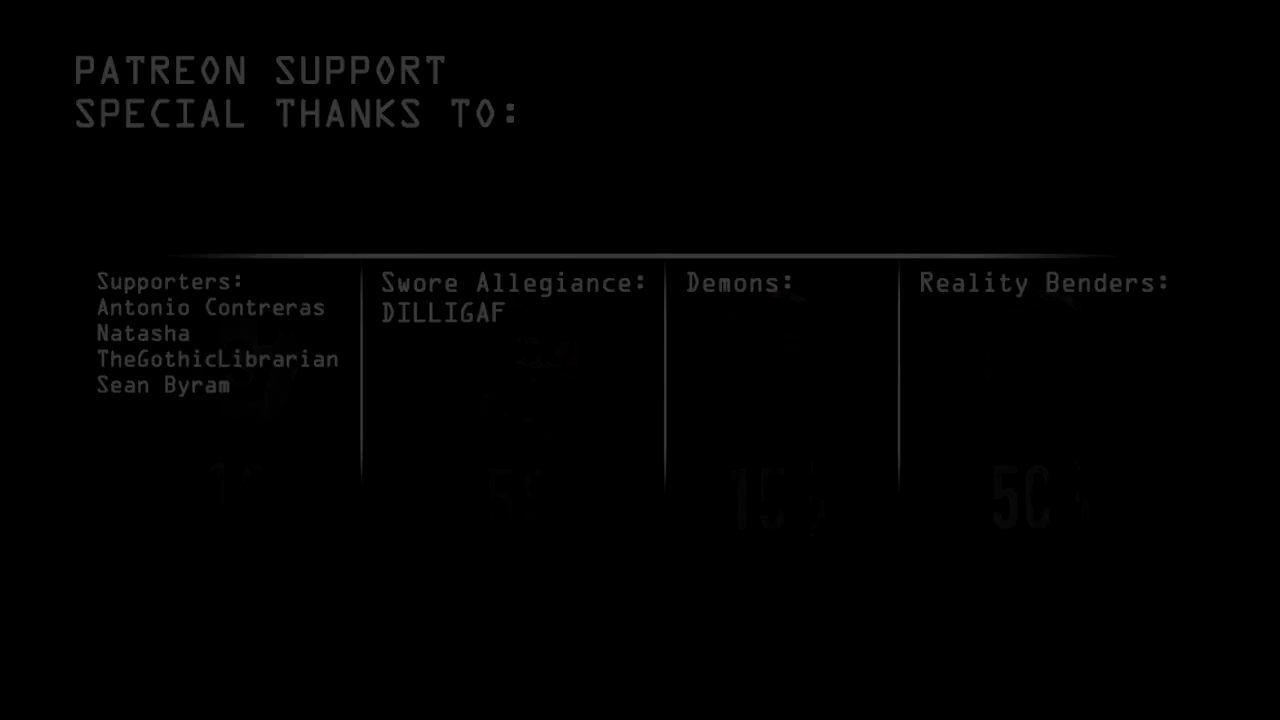 PATREON SUPPORT
SPECIAL THANKS TO:
Supporters:
Antonio Contreras
Natasha
TheGothicLibrarian
Sean Byram
Swore Allegiance:
DILLIGAF
Demons:
Reality Benders: